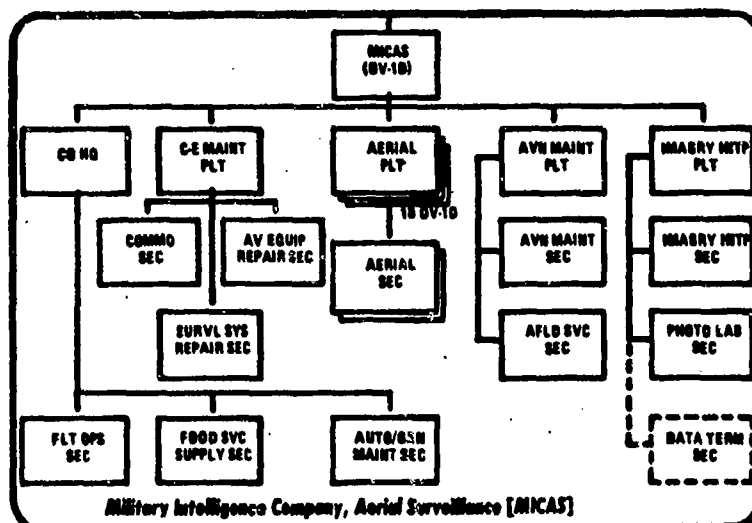 MICAS
(OV-1D)
CO HQ
C-E MAINT
PLT
AERIAL
PLT
AVN MAINT
PLT
IMAGRY INTP
PLT
18 OV-1D
COMMO
SEC
AV EQUIP
REPAIR SEC
AERIAL
SEC
AVN MAINT
SEC
IMAGRY INTP
SEC
SURVL SYS
REPAIR SEC
AFLD SVC
SEC
PHOTO LAB
SEC
FLT OPS
SEC
FOOD SVC
SUPPLY SEC
AUTO/GEN
MAINT SEC
DATA TERM
SEC
Military Intelligence Company, Aerial Surveillance [MICAS]